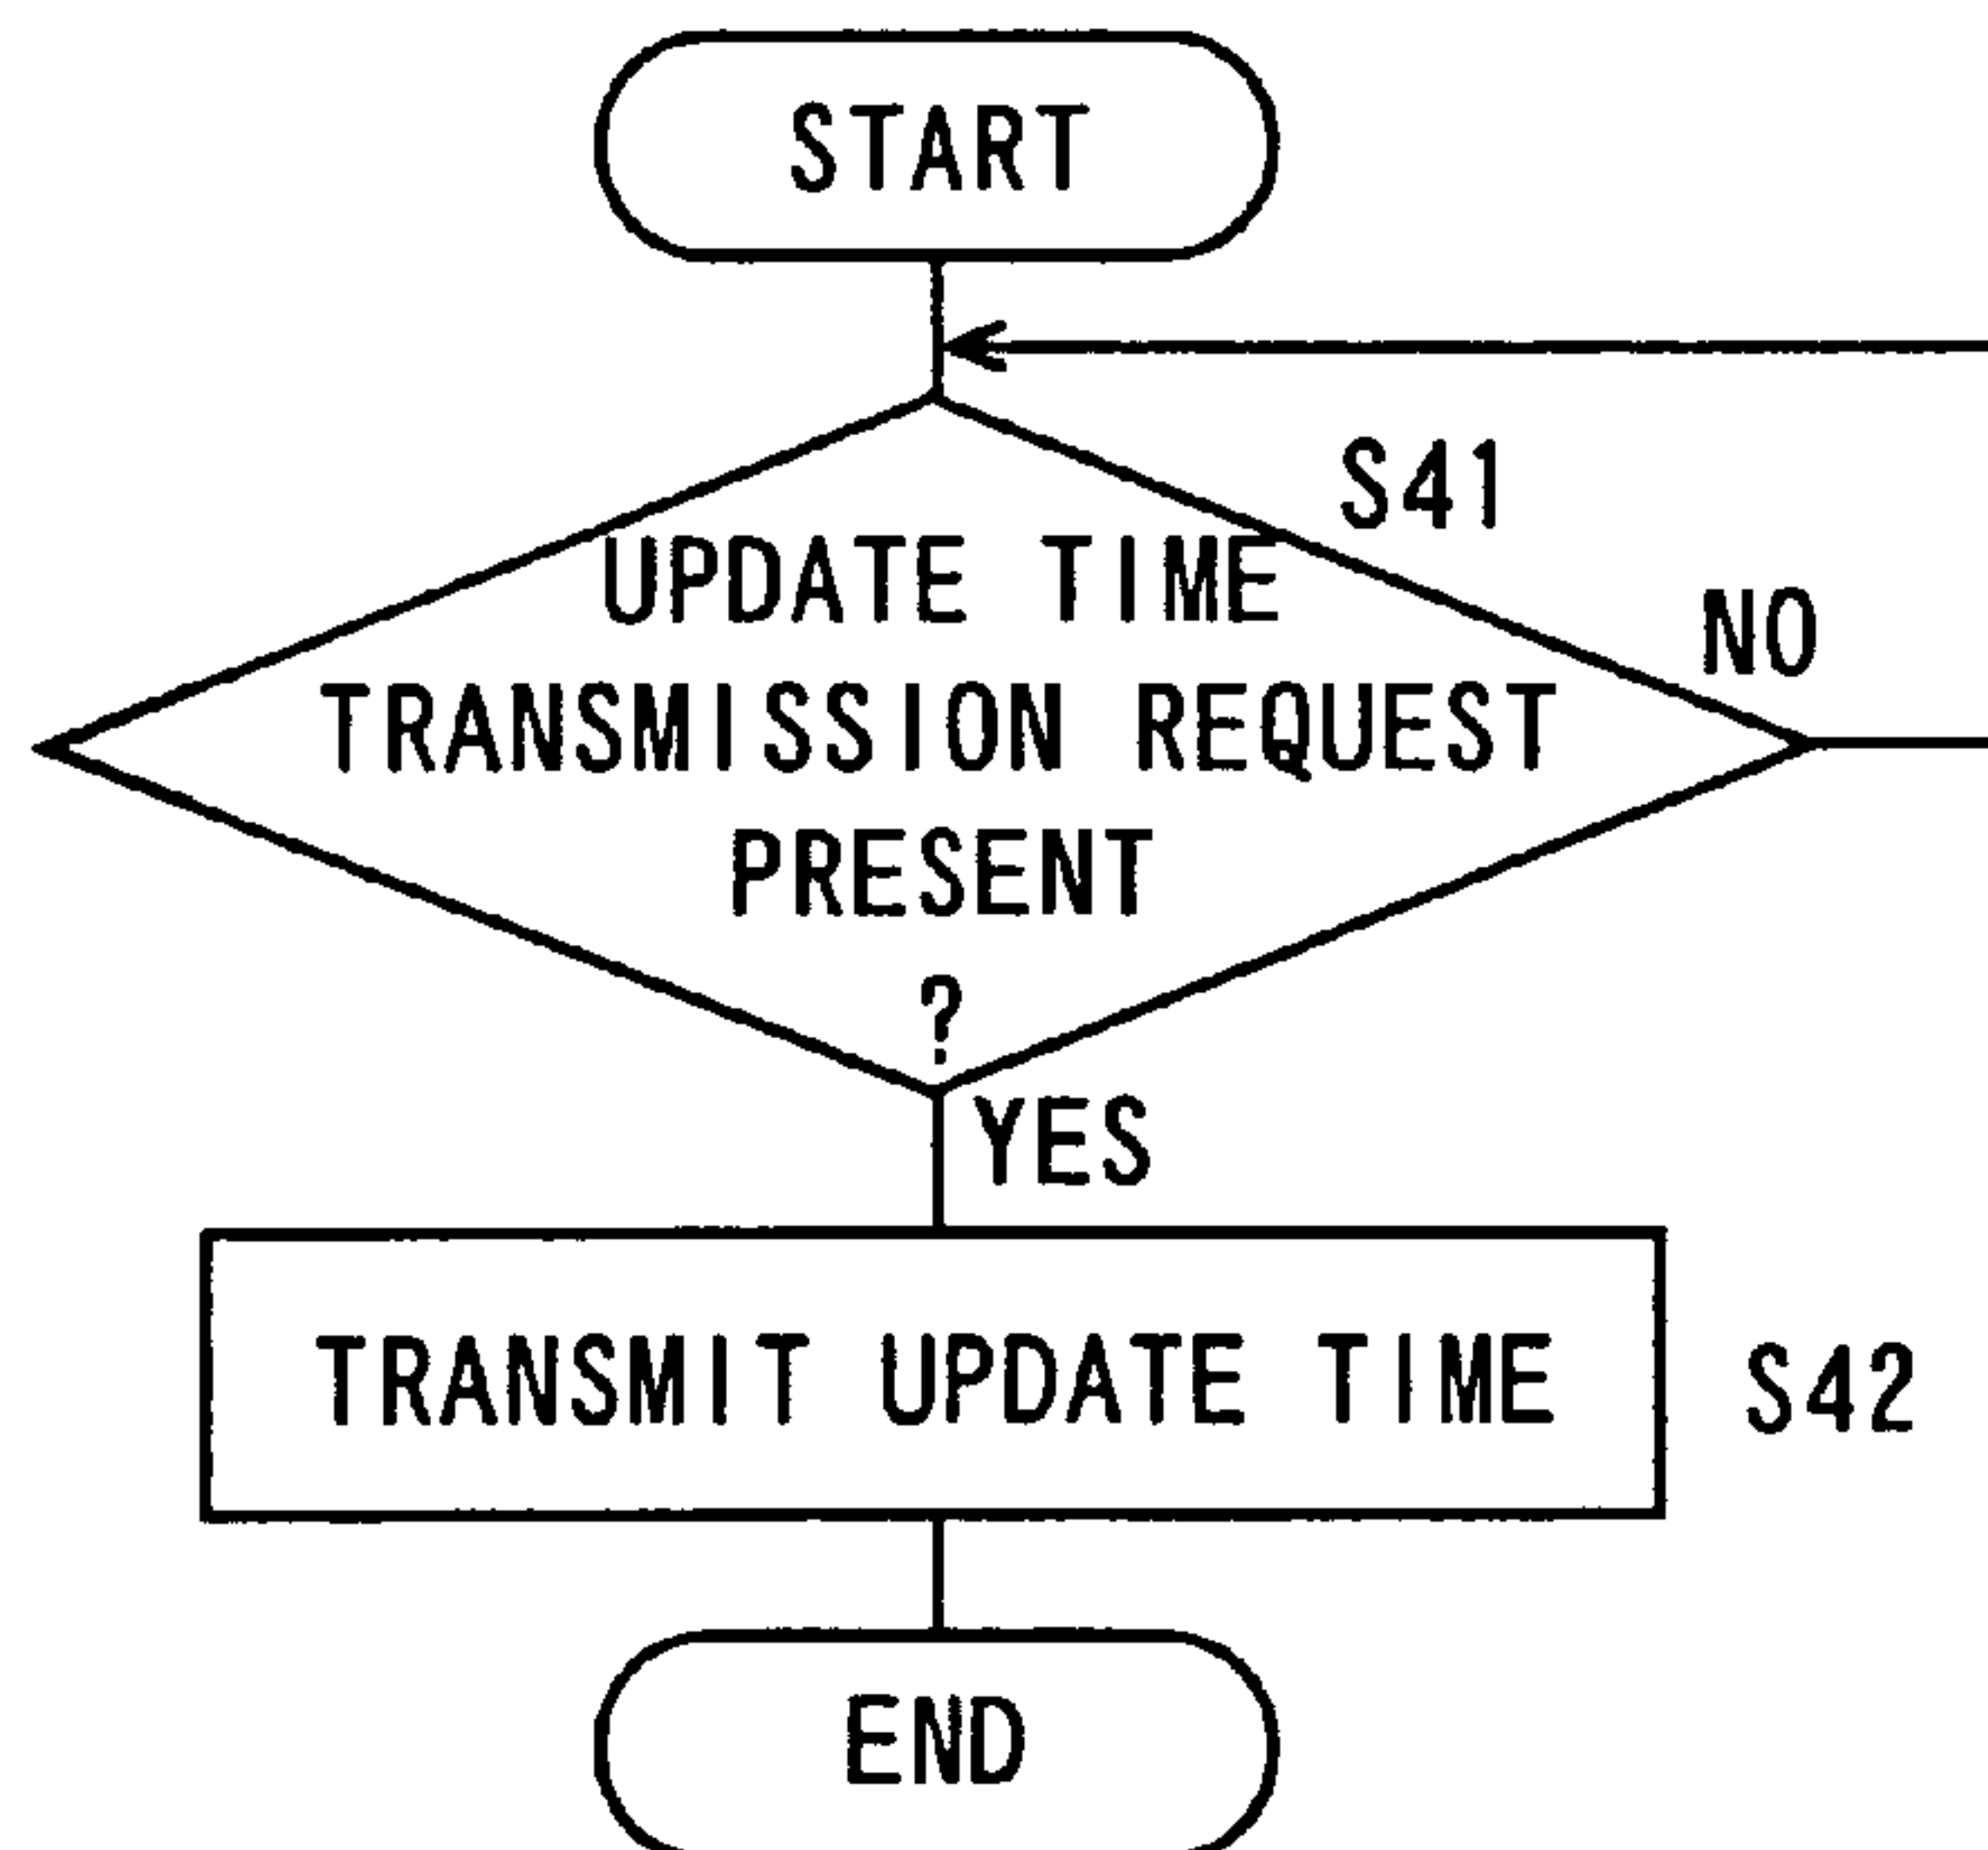 START
S41
UPDATE TIME
NO
TRANSMISSION REQUEST
PRESENT
?
YES
TRANSMIT UPDATE TIME
S42
END